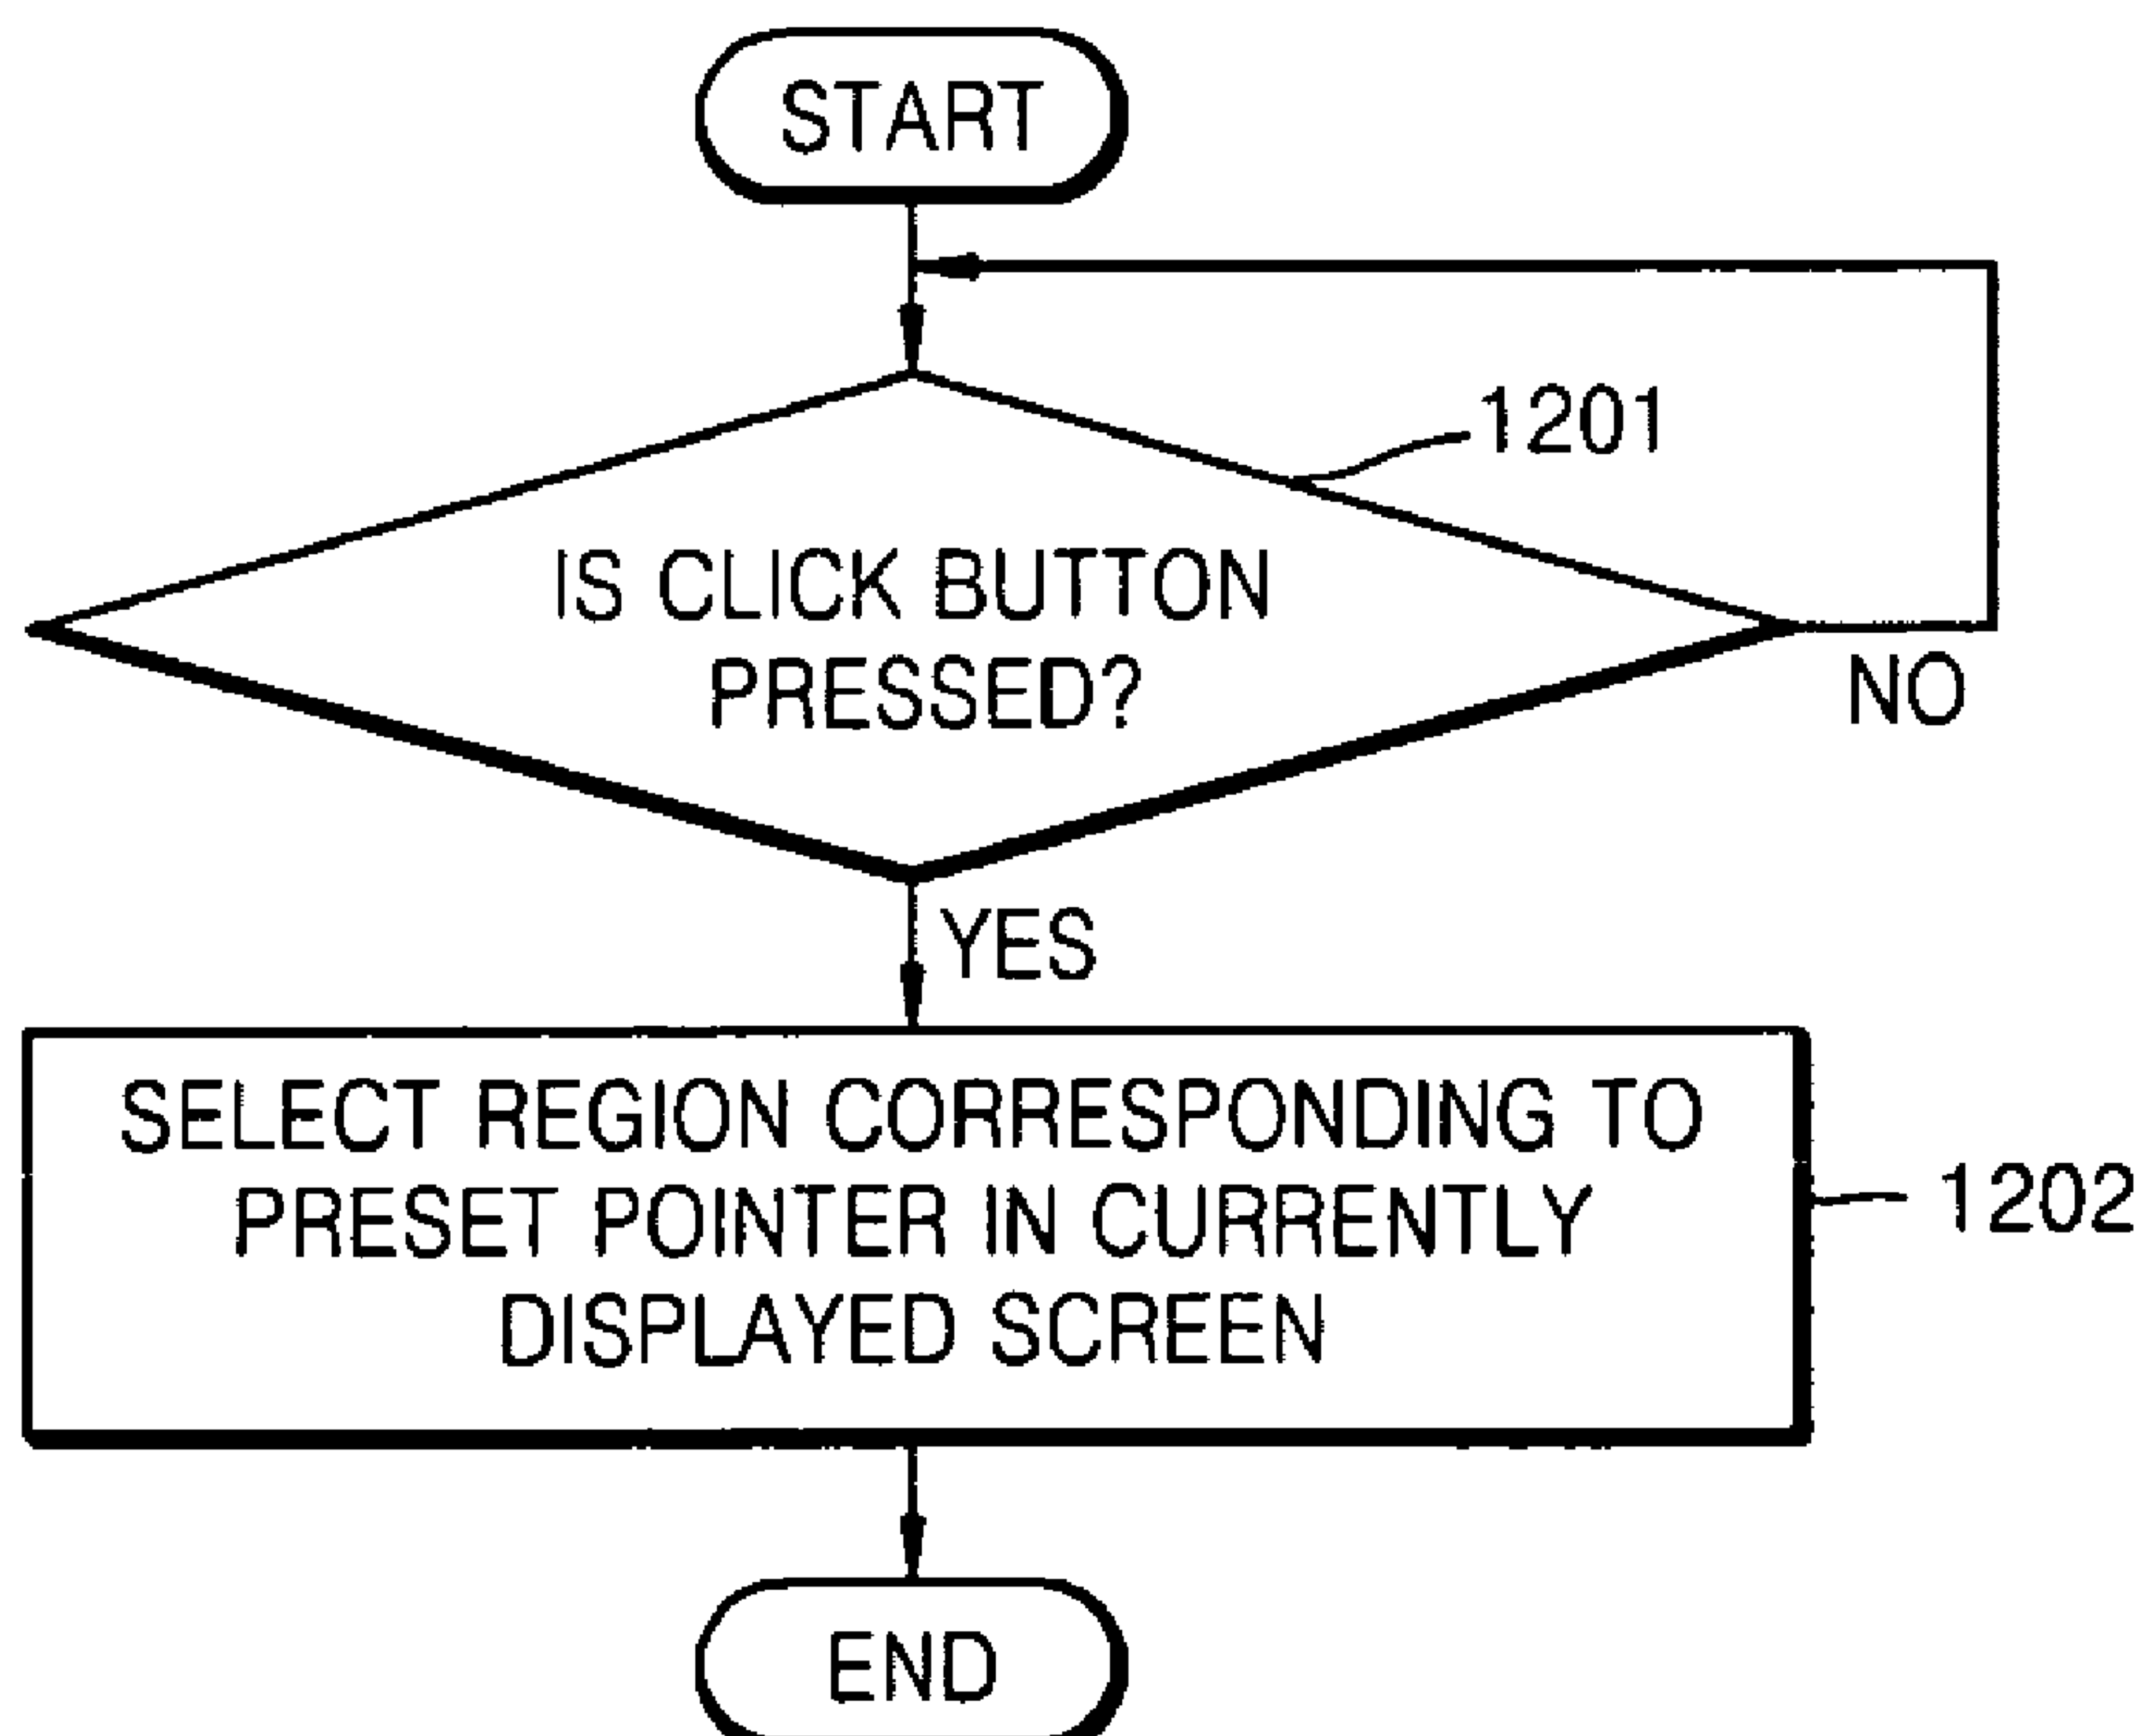 START
1201
IS CLICK BUTTON
PRESSED?
NO
YES
SELECT REGION CORRESPONDING TO
PRESET POINTER IN CURRENTLY
DISPLAYED SCREEN
1202
END